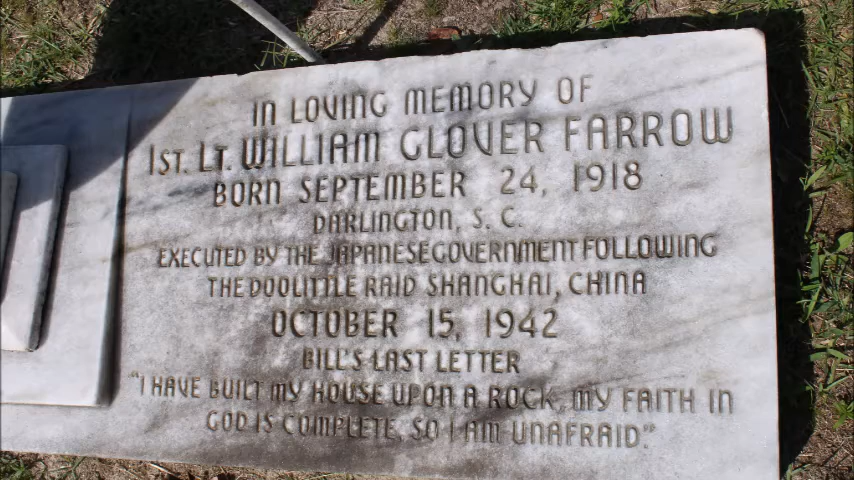 IN LOVING MEMORY OF
1ST. LT. WILLIAM GLOVER FARROW
BORN SEPTEMBER 24, 1918
DARLINGTON, S. C.
EXECUTED BY THE JAPANESE GOVERNMENT FOLLOWING
THE DOOLITTLE RAID SHANGHAI, CHINA
OCTOBER 15, 1942
BILL'S LAST LETTER
"I HAVE BUILT MY HOUSE UPON A ROCK, MY FAITH IN
GOD IS COMPLETE, SO I AM UNAFRAID."